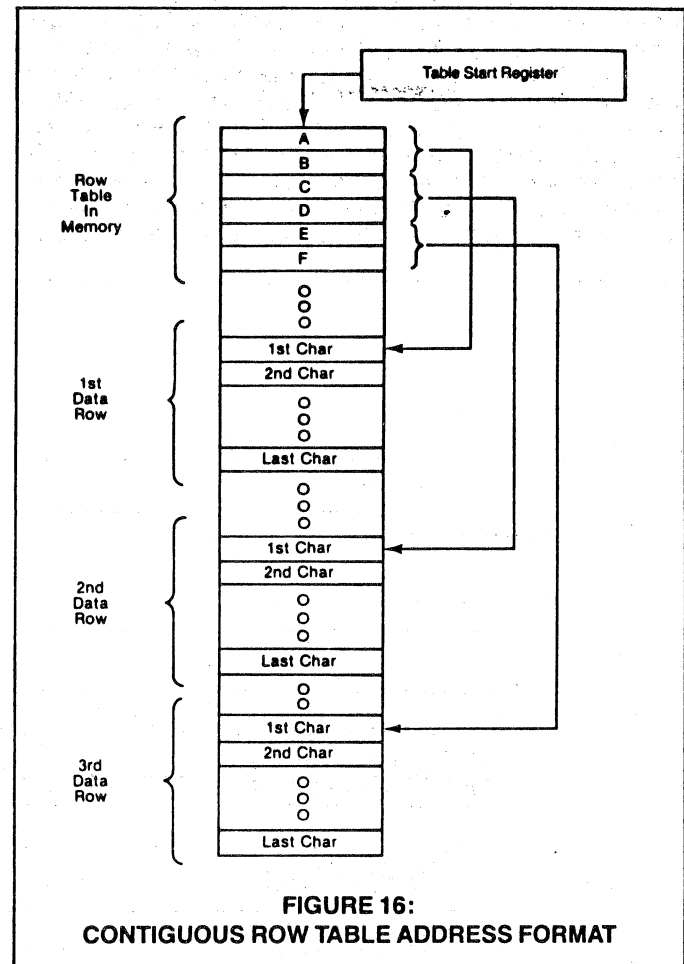 Table Start Register
A
B
C
D
E
F
Row
Table
In
Memory
1st Char
2nd Char
Last Char
1st
Data
Row
1st Char
2nd Char
Last Char
2nd
Data
Row
1st Char
2nd Char
Last Char
3rd
Data
Row
FIGURE 16:
CONTIGUOUS ROW TABLE ADDRESS FORMAT